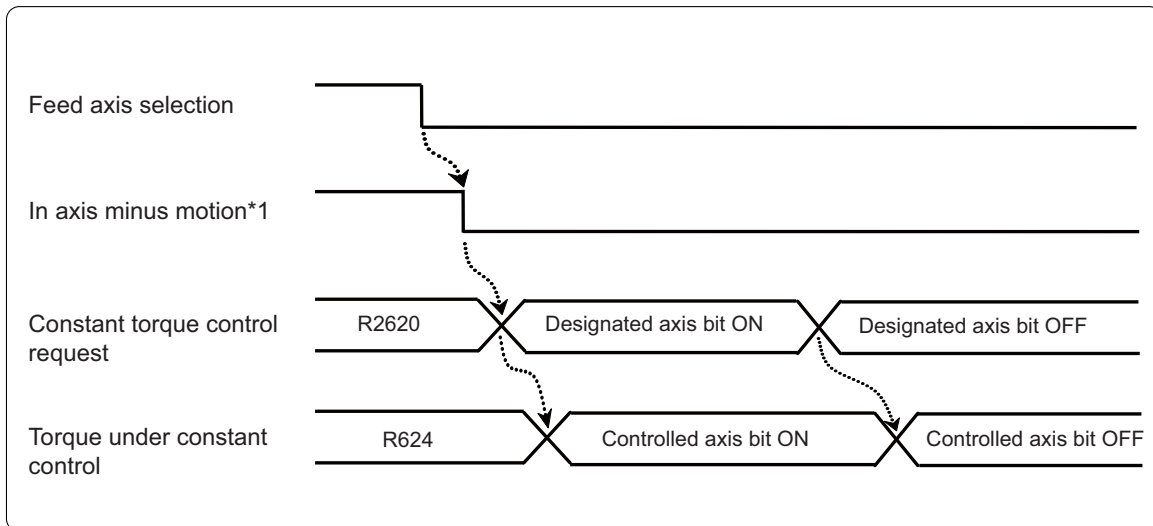 Feed axis selection
In axis minus motion*1
Constant torque control
request
R2620
Designated axis bit ON
Designated axis bit OFF
Torque under constant
control
R624
Controlled axis bit ON
Controlled axis bit OFF